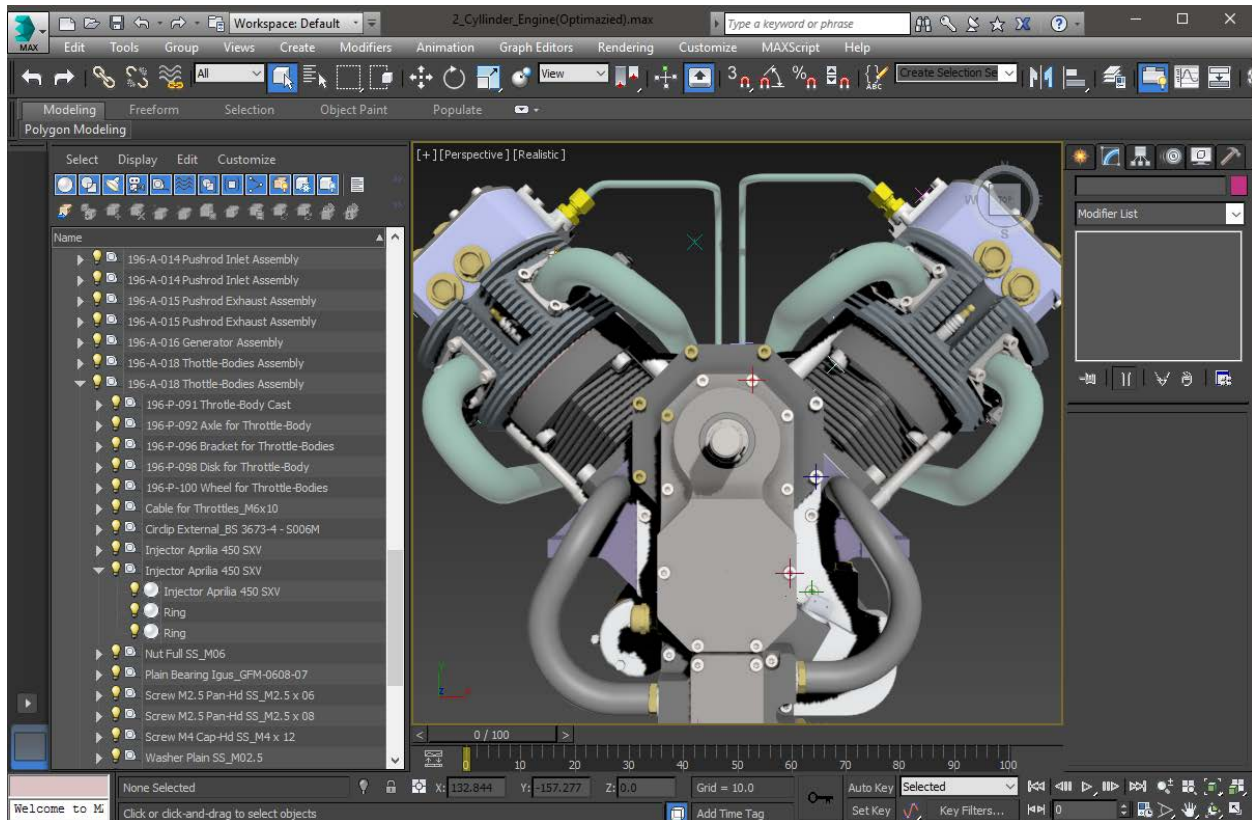 Workspace: Default
2_Cyllinder_Engine(Optimazied).max
Type a keyword or phrase
MAX
Edit Tools Group Views Create Modifiers Animation Graph Editors Rendering Customize MAXScript Help
All
View
3
%
ABC
Create Selection Se
Modeling Freeform Selection Object Paint Populate
Polygon Modeling
Select Display Edit Customize
[+][Perspective][Realistic]
Name
Modifier List
196-A-014 Pushrod Inlet Assembly
196-A-014 Pushrod Inlet Assembly
196-A-015 Pushrod Exhaust Assembly
196-A-015 Pushrod Exhaust Assembly
196-A-016 Generator Assembly
196-A-018 Thottle-Bodies Assembly
196-A-018 Thottle-Bodies Assembly
196-P-091 Throtle-Body Cast
196-P-092 Axle for Throttle-Body
196-P-096 Bracket for Throttle-Bodies
196-P-098 Disk for Throttle-Body
196-P-100 Wheel for Throttle-Bodies
Cable for Throttles_M6x10
Circlip External_BS 3673-4 - S006M
Injector Aprilia 450 SXV
Injector Aprilia 450 SXV
Injector Aprilia 450 SXV
Ring
Ring
Nut Full SS_M06
Plain Bearing Igus_GFM-0608-07
Screw M2.5 Pan-Hd SS_M2.5 x 06
Screw M2.5 Pan-Hd SS_M2.5 x 08
Screw M4 Cap-Hd SS_M4 x 12
Washer Plain SS_M02.5
W
S
y
z
x
< 0 / 100 >
0 10 20 30 40 50 60 70 80 90 100
None Selected
X: 132.844 Y: -157.277 Z: 0.0 Grid = 10.0
Auto Key Selected
Welcome to M
Click or click-and-drag to select objects
Add Time Tag
Set Key Key Filters... 0